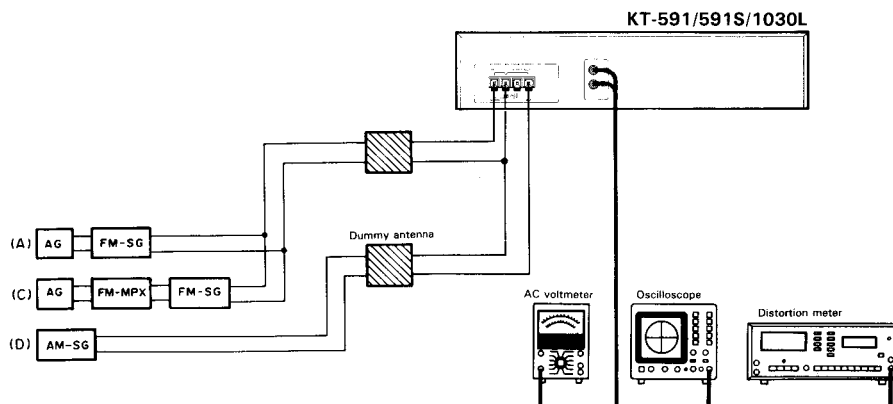 KT-591/591S/1030L
(A) AG FM-SG
Dummy antenna
(C) AG FM-MPX FM-SG
(D) AM-SG
AC voltmeter
Oscilloscope
Distortion meter